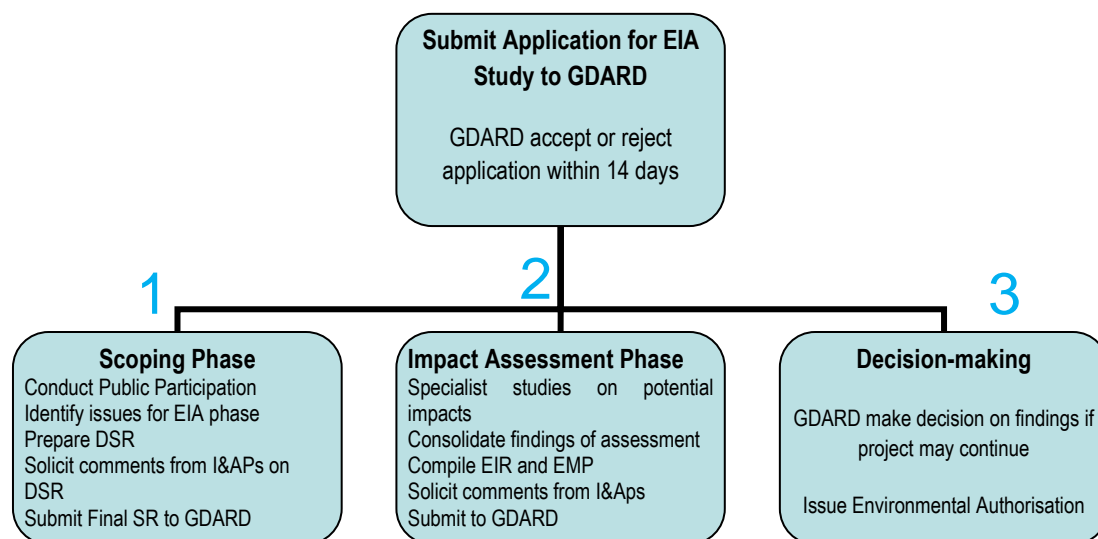 Submit Application for EIA
Study to GDARD
GDARD accept or reject
application within 14 days
1
2
3
Scoping Phase
Conduct Public Participation
Identify issues for EIA phase
Prepare DSR
Solicit comments from I&APs on
DSR
Submit Final SR to GDARD
Impact Assessment Phase
Specialist studies on potential
impacts
Consolidate findings of assessment
Compile EIR and EMP
Solicit comments from I&Aps
Submit to GDARD
Decision-making
GDARD make decision on findings if
project may continue
Issue Environmental Authorisation